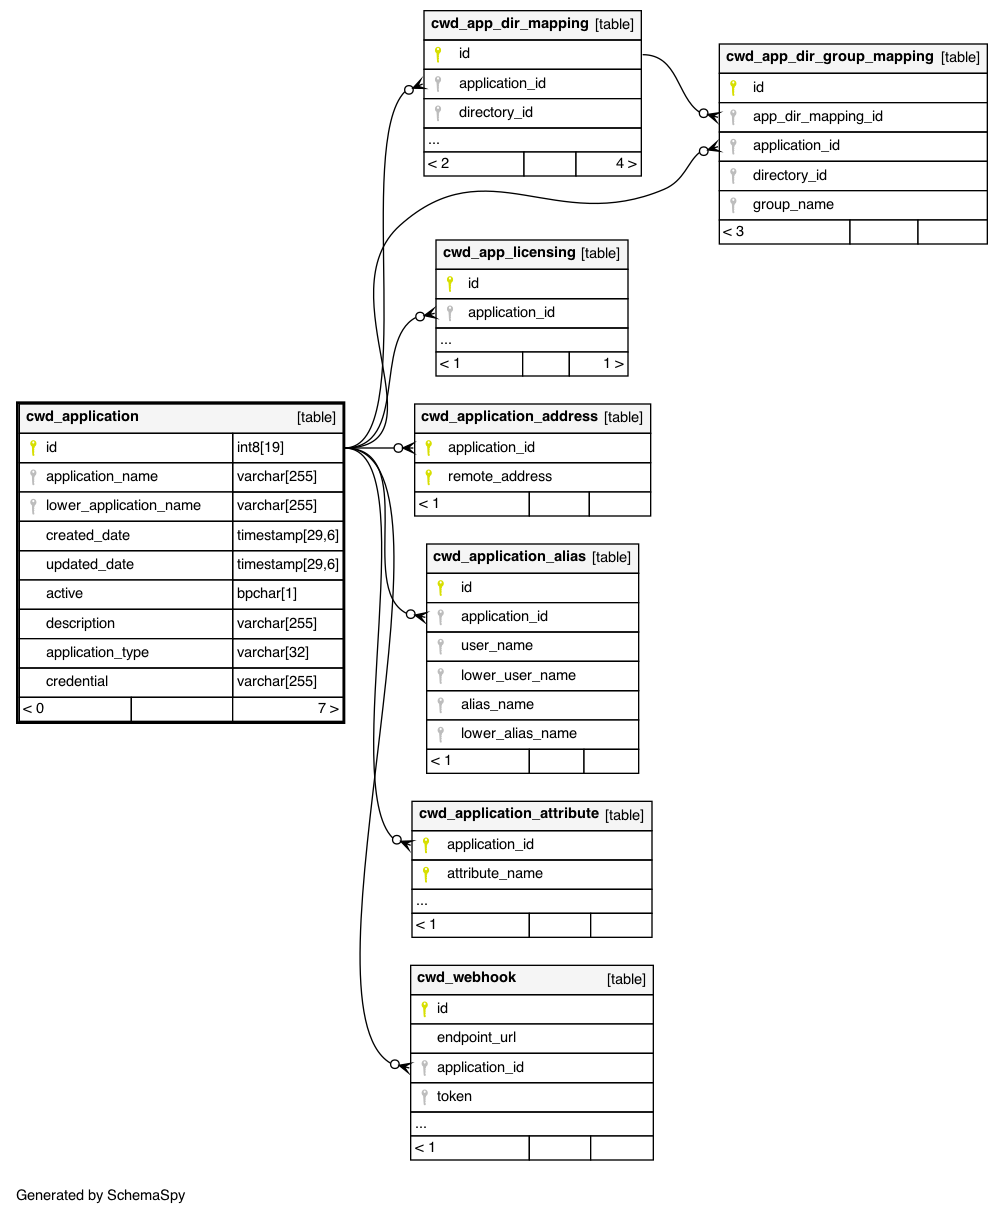 cwd_app_dir_mapping [table]
id
application_id
directory_id
...
< 2 4 >
cwd_app_dir_group_mapping [table]
id
app_dir_mapping_id
application_id
directory_id
group_name
< 3
cwd_app_licensing [table]
id
application_id
...
< 1 1 >
cwd_application [table]
id int8[19]
application_name varchar[255]
lower_application_name varchar[255]
created_date timestamp[29,6]
updated_date timestamp[29,6]
active bpchar[1]
description varchar[255]
application_type varchar[32]
credential varchar[255]
< 0 7 >
cwd_application_address [table]
application_id
remote_address
< 1
cwd_application_alias [table]
id
application_id
user_name
lower_user_name
alias_name
lower_alias_name
< 1
cwd_application_attribute [table]
application_id
attribute_name
...
< 1
cwd_webhook [table]
id
endpoint_url
application_id
token
...
< 1
Generated by SchemaSpy